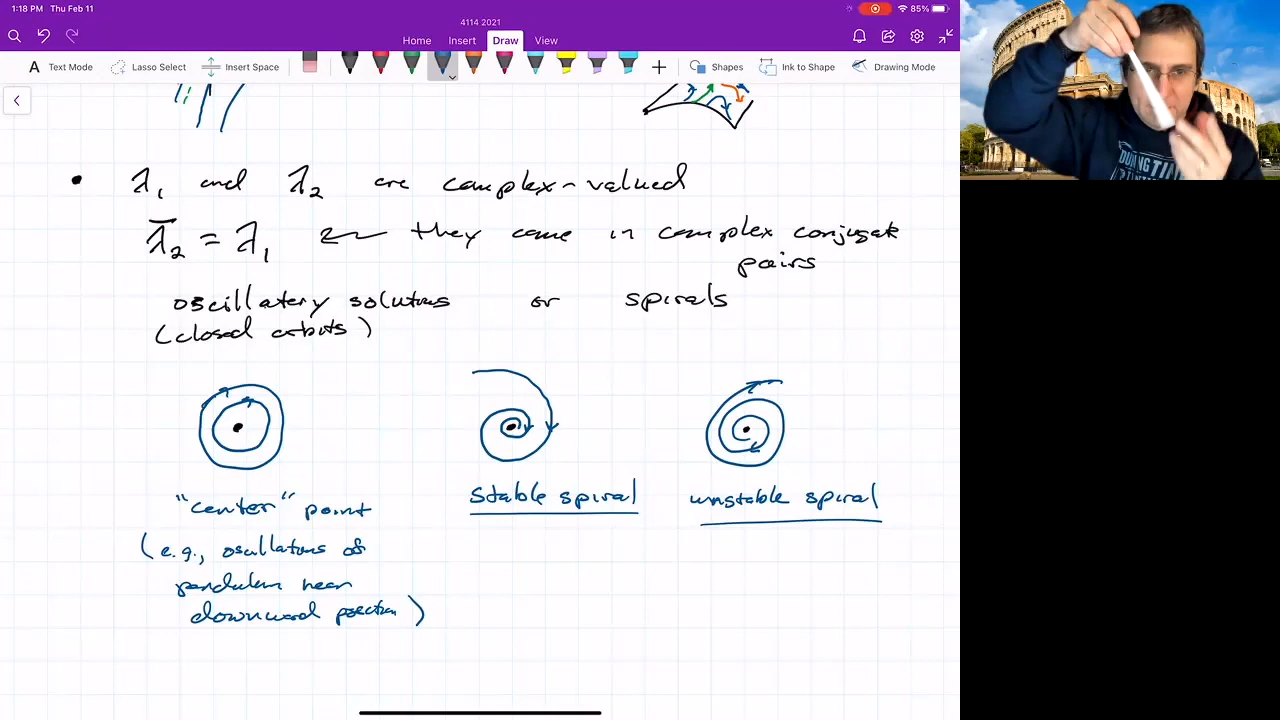 1:18 PM Thu Feb 11
85%
4114 2021
Home Insert Draw View
Text Mode Lasso Select Insert Space Shapes Ink to Shape Drawing Mode
• λ₁ and λ₂ are complex-valued
λ̄₂ = λ₁ ← they come in complex conjugate
pairs
oscillatory solutions or spirals
(closed orbits)
"center" point
stable spiral
unstable spiral
(e.g., oscillations of
pendulum near
downward position)
DURING TIM